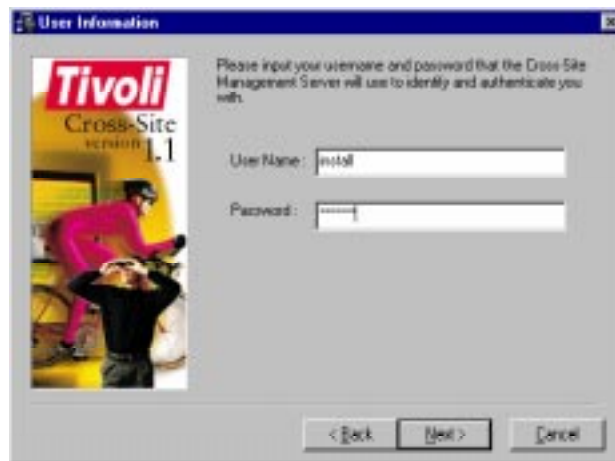 User Information
Tivoli
Cross-Site
version 1.1
Please input your username and password that the Cross-Site
Management Server will use to identify and authenticate you
with.
User Name : install
Password : *******
< Back
Next >
Cancel